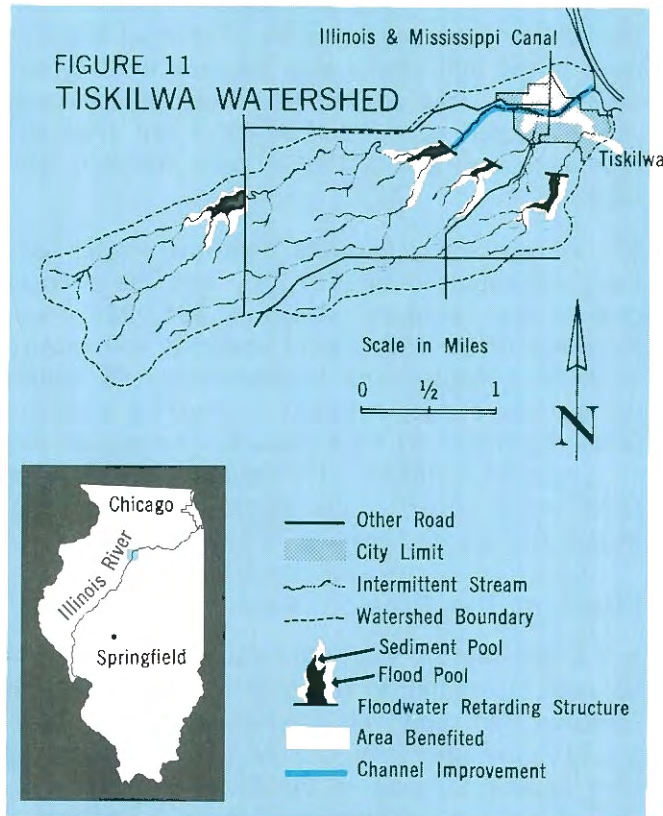 Illinois & Mississippi Canal
FIGURE 11
TISKILWA WATERSHED
Tiskilwa
Scale in Miles
0 ½ 1
N
Chicago
Illinois River
Springfield
Other Road
City Limit
Intermittent Stream
Watershed Boundary
Sediment Pool
Flood Pool
Floodwater Retarding Structure
Area Benefited
Channel Improvement